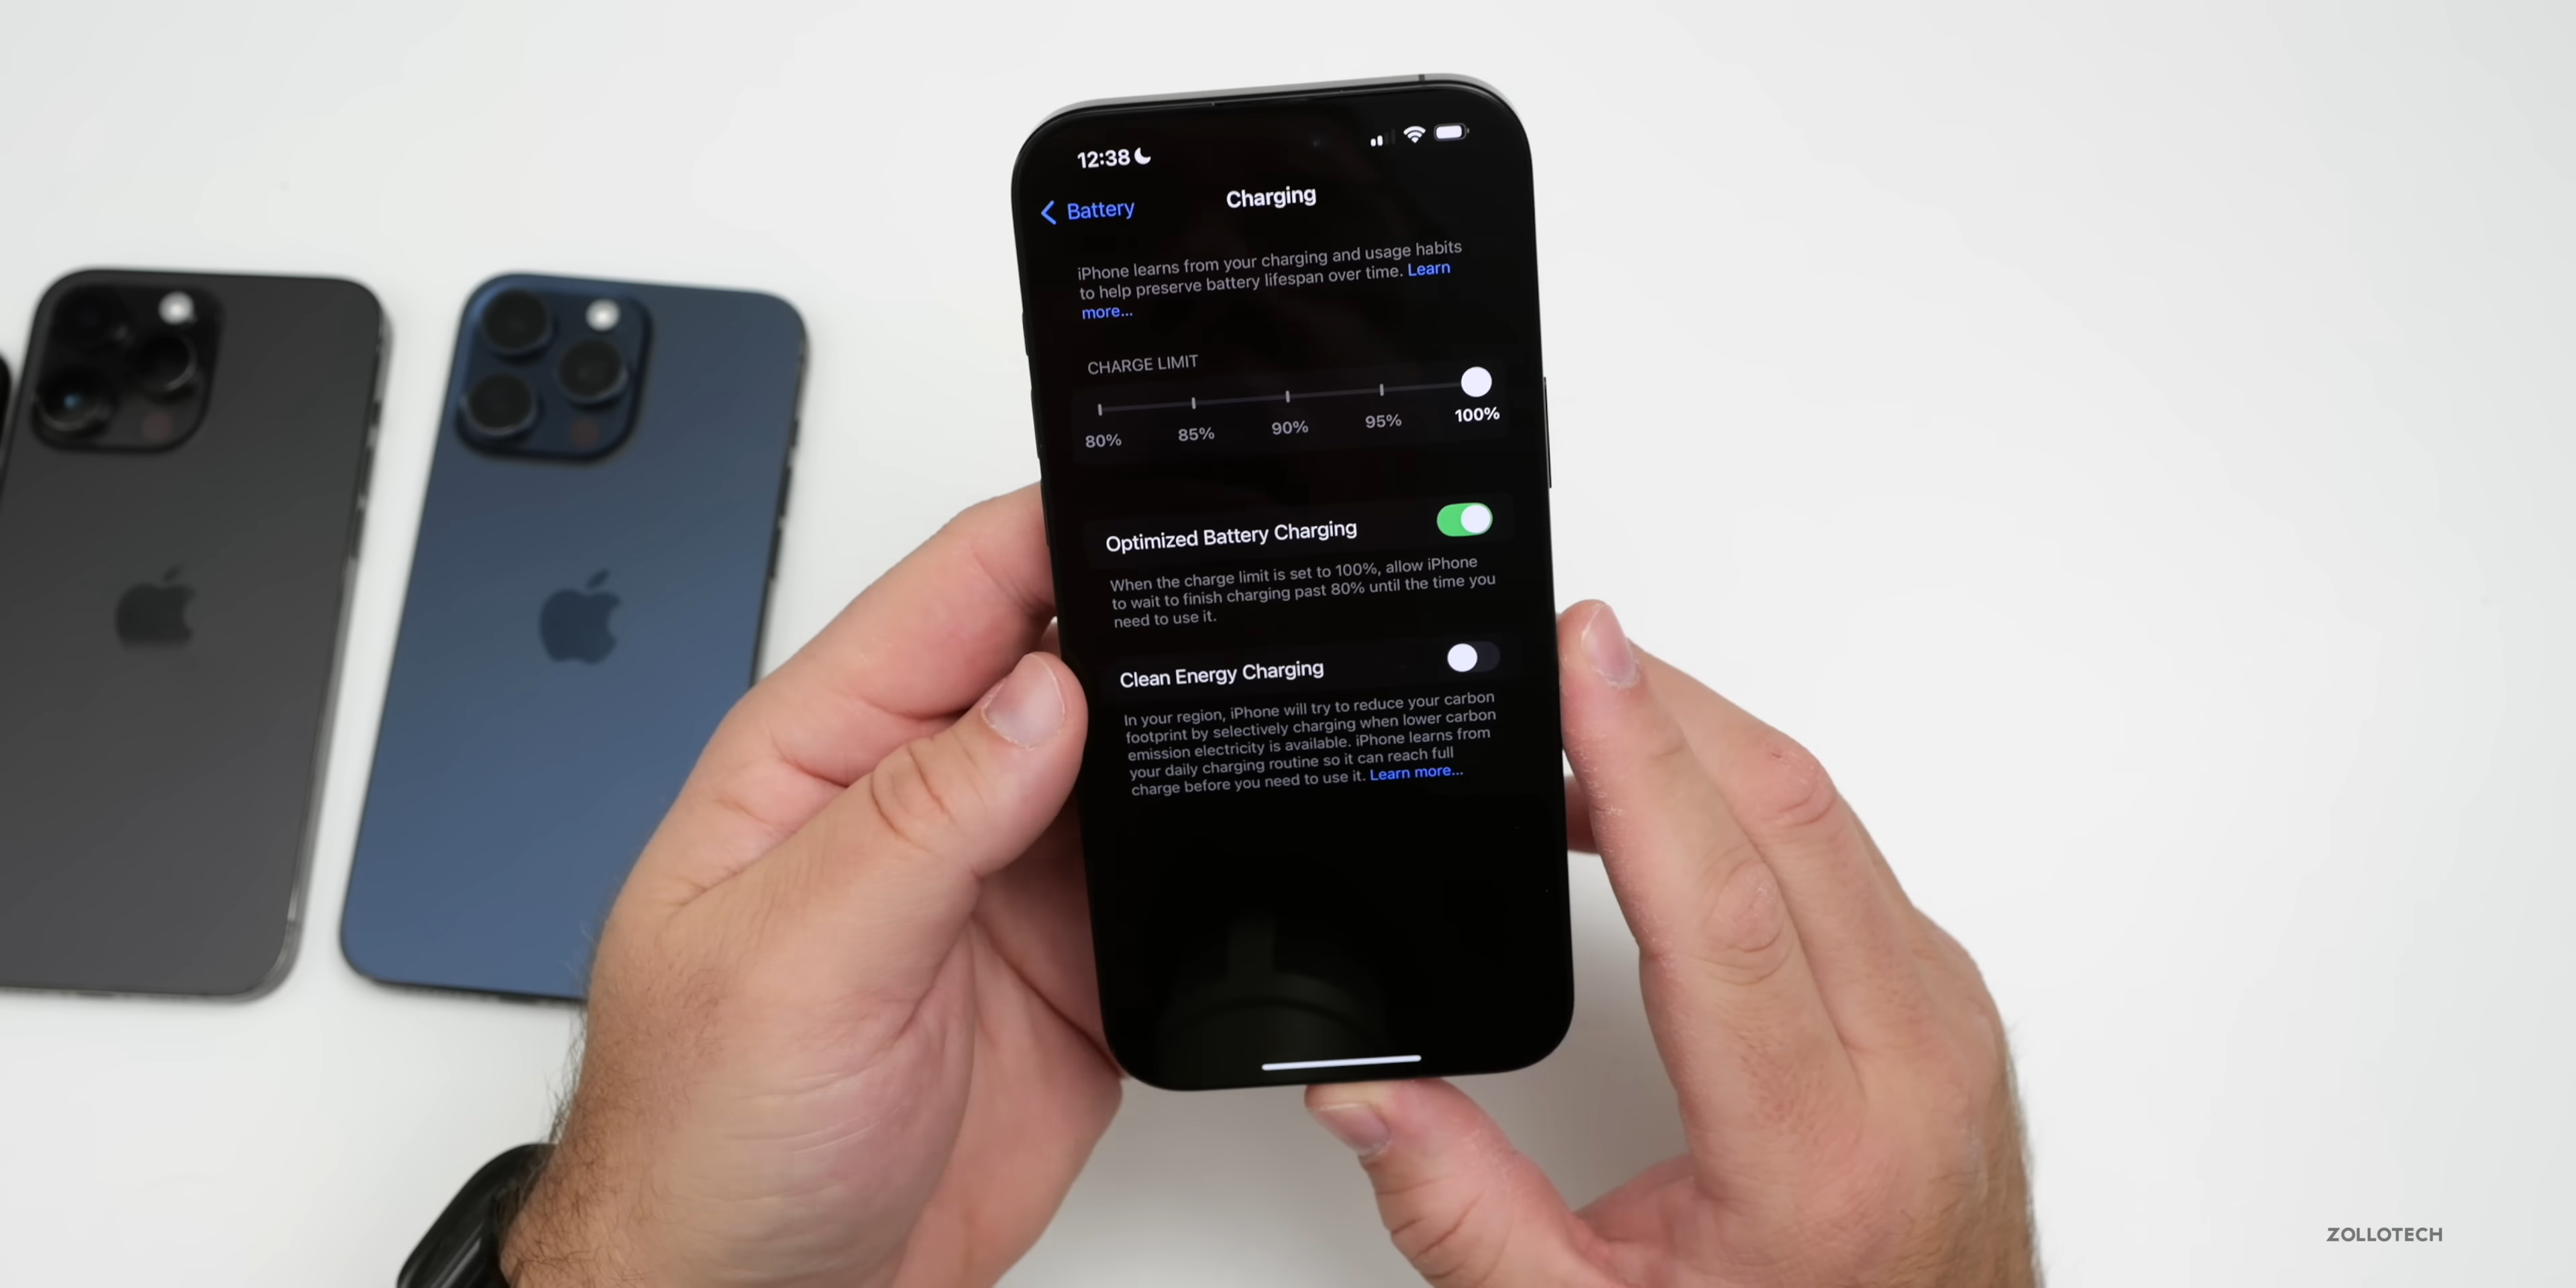 12:38
Battery
Charging
iPhone learns from your charging and usage habits
to help preserve battery lifespan over time. Learn
more...
CHARGE LIMIT
80% 85% 90% 95% 100%
Optimized Battery Charging
When the charge limit is set to 100%, allow iPhone
to wait to finish charging past 80% until the time you
need to use it.
Clean Energy Charging
In your region, iPhone will try to reduce your carbon
footprint by selectively charging when lower carbon
emission electricity is available. iPhone learns from
your daily charging routine so it can reach full
charge before you need to use it. Learn more...
ZOLLOTECH